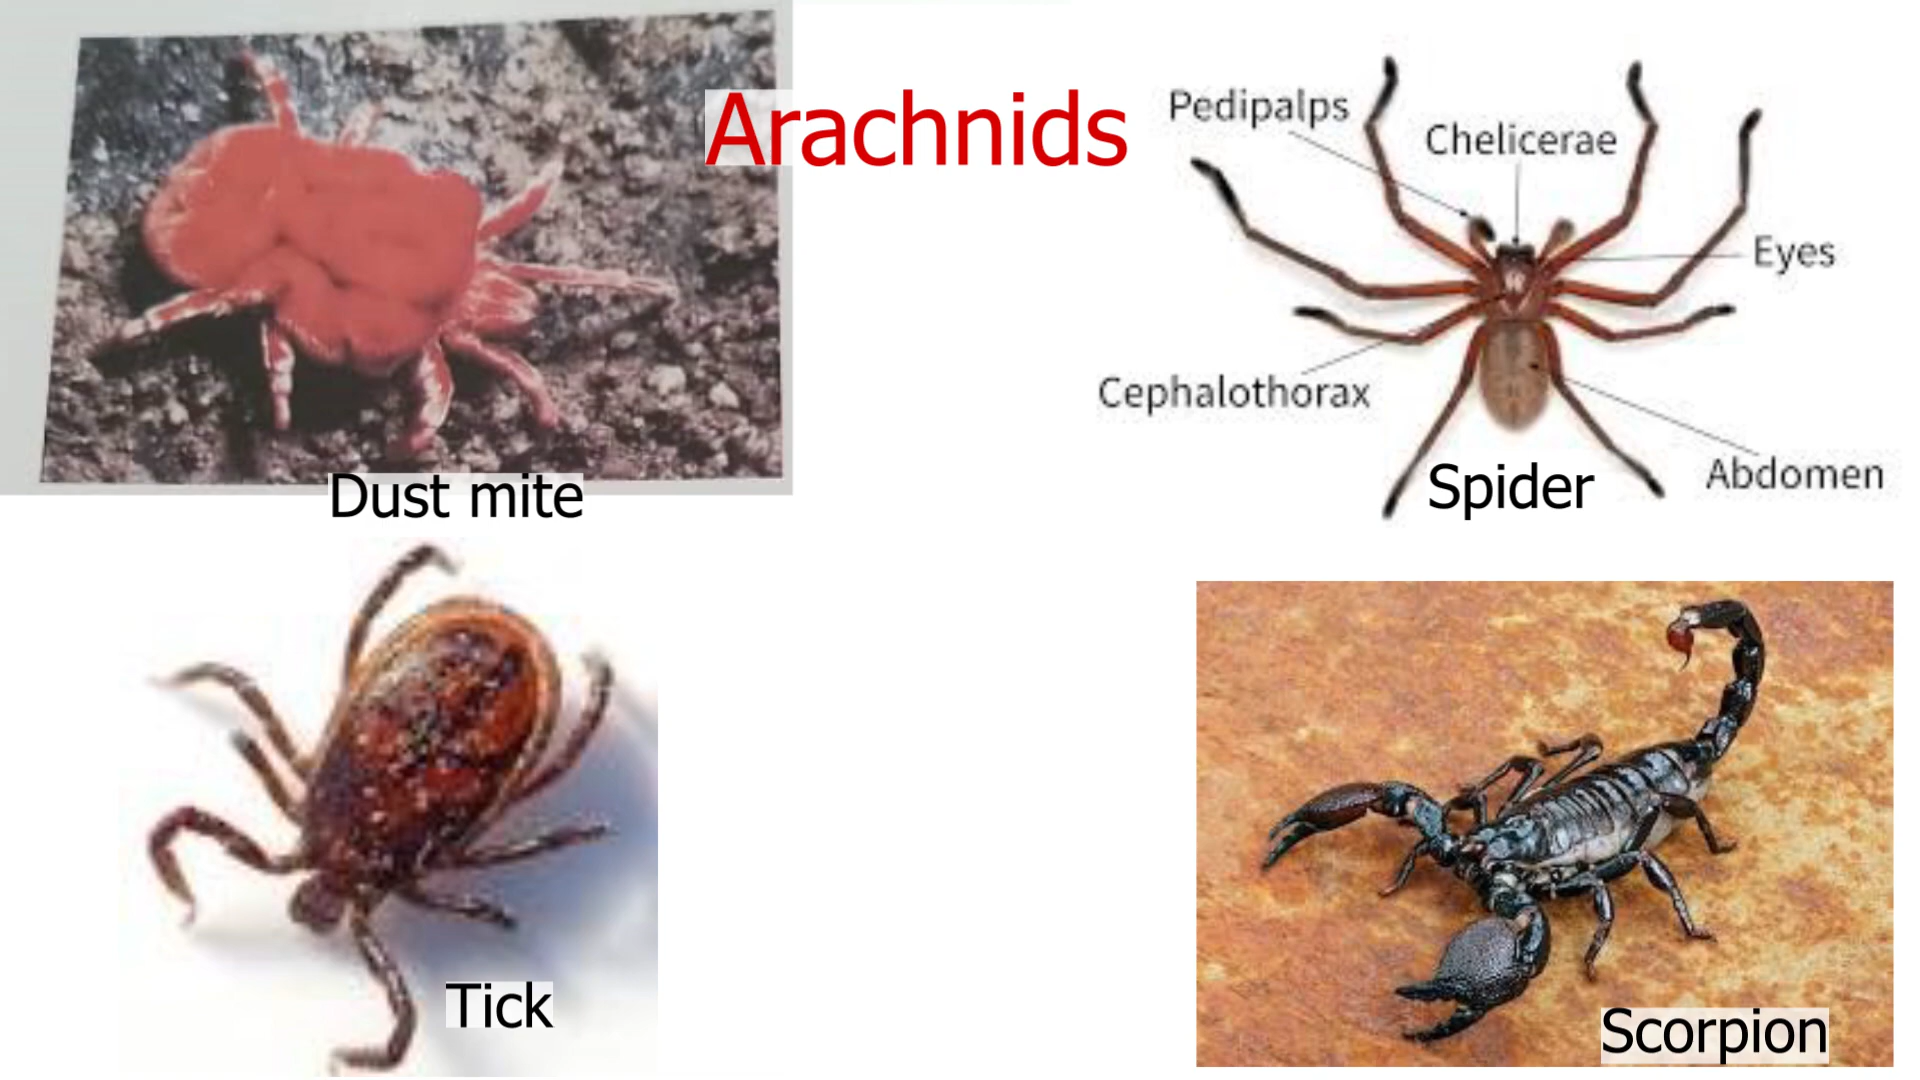 Arachnids
Pedipalps
Chelicerae
Eyes
Cephalothorax
Abdomen
Spider
Dust mite
Tick
Scorpion